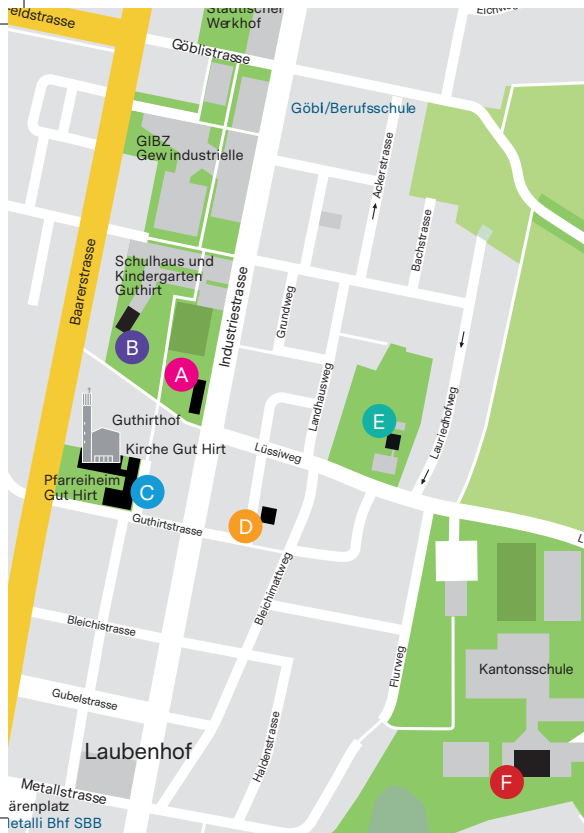 Städtischer
Werkhof
Eichweg
eldstrasse
Göblistrasse
Göbl/Berufsschule
GIBZ
Gewindustrielle
Ackerstrasse
Bachstrasse
Baarerstrasse
Schulhaus und
Kindergarten
Guthirt
Industriestrasse
Grundweg
B
A
Landhausweg
Lauriedhofweg
E
Guthirthof
Kirche Gut Hirt
Lüssiweg
Pfarreiheim
Gut Hirt
C
D
Guthirtstrasse
L
Bleichimattweg
Bleichistrasse
Flurweg
Kantonsschule
Gubelstrasse
Haldenstrasse
Laubenhof
F
Metallstrasse
ärenplatz
etalli Bhf SBB